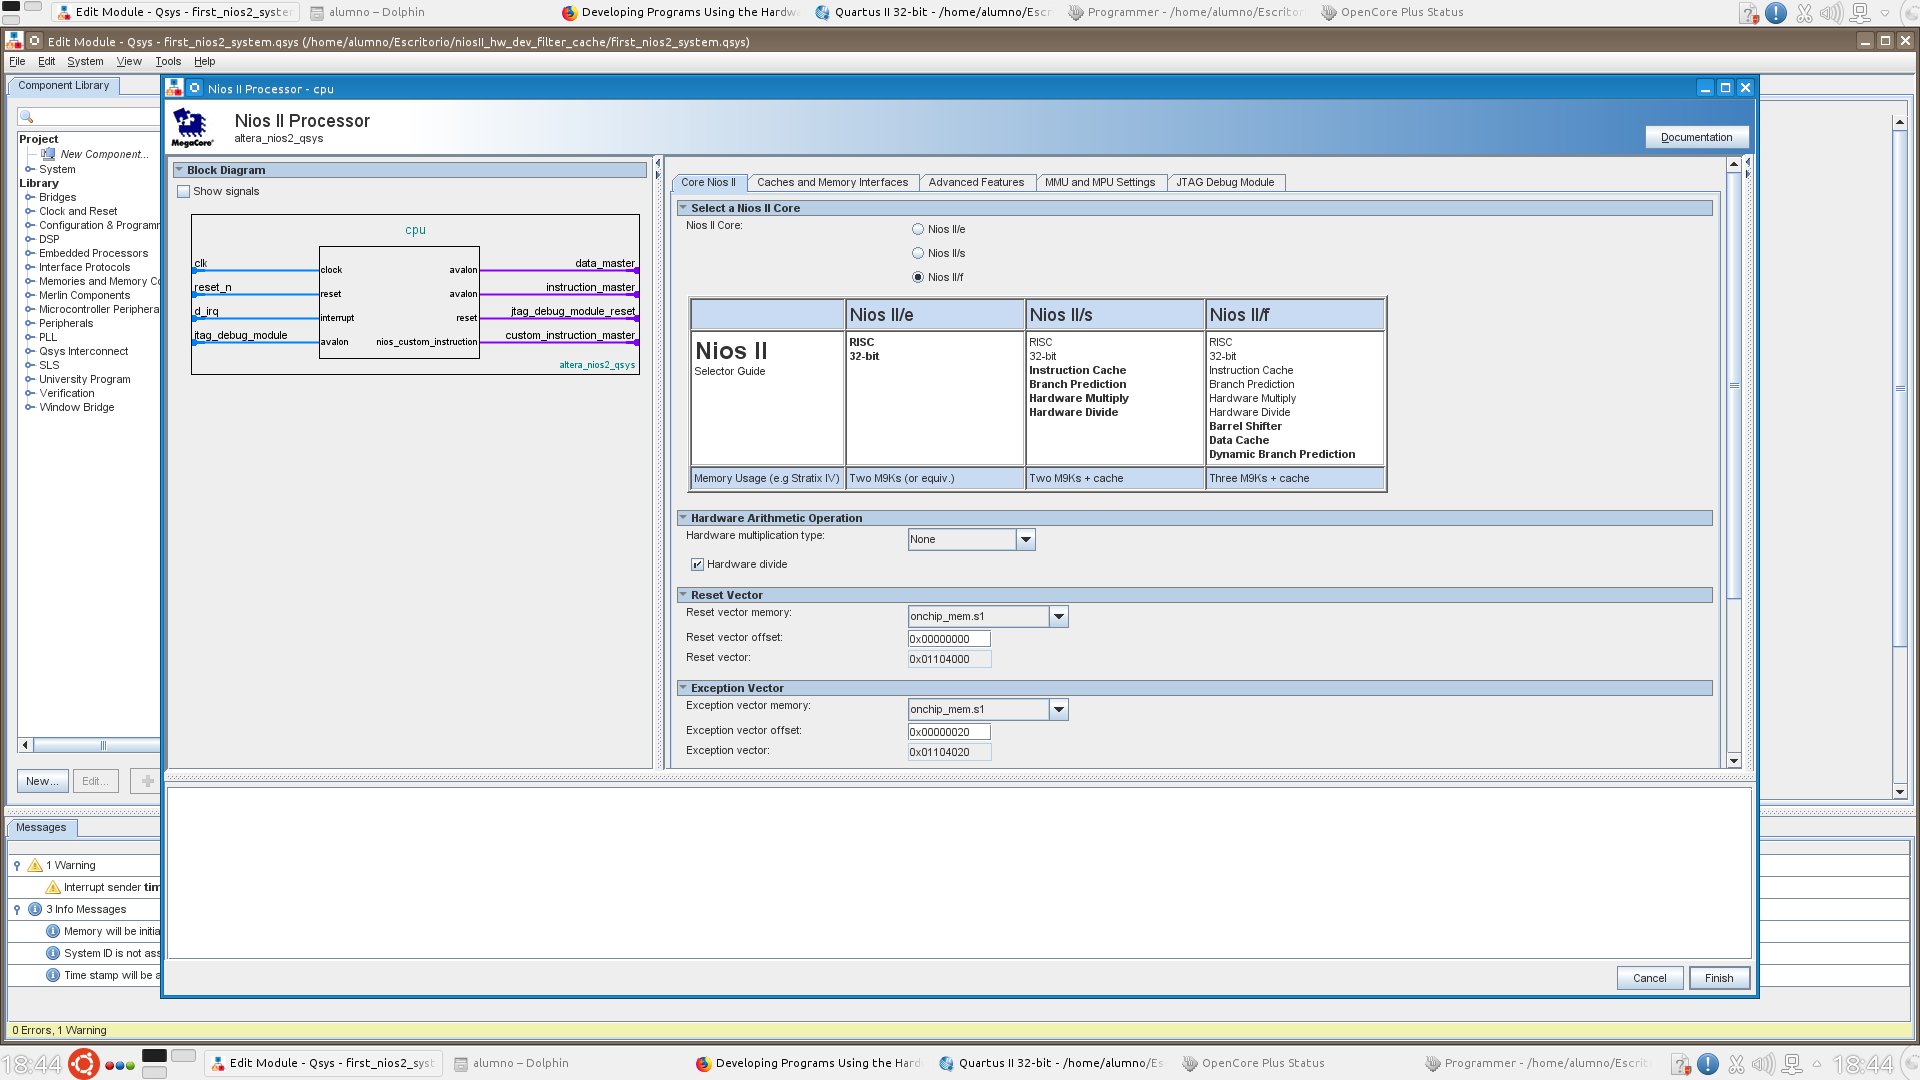 Edit Module - Qsys - first_nios2_syster
alumno – Dolphin
Developing Programs Using the Hardw
Quartus II 32-bit - /home/alumno/Esc
Programmer - /home/alumno/Escritor
OpenCore Plus Status
Edit Module - Qsys - first_nios2_system.qsys (/home/alumno/Escritorio/niosII_hw_dev_filter_cache/first_nios2_system.qsys)
File Edit System View Tools Help
Component Library
Project
New Component...
System
Library
Bridges
Clock and Reset
Configuration & Programm
DSP
Embedded Processors
Interface Protocols
Memories and Memory Co
Merlin Components
Microcontroller Periphera
Peripherals
PLL
Qsys Interconnect
SLS
University Program
Verification
Window Bridge
New...
Edit...
Messages
1 Warning
Interrupt sender tim
3 Info Messages
Memory will be initia
System ID is not ass
Time stamp will be a
0 Errors, 1 Warning
Nios II Processor - cpu
MegaCore
Nios II Processor
altera_nios2_qsys
Documentation
Block Diagram
Show signals
cpu
clk
clock
avalon
data_master
reset_n
reset
avalon
instruction_master
d_irq
interrupt
reset
jtag_debug_module_reset
jtag_debug_module
avalon
nios_custom_instruction
custom_instruction_master
altera_nios2_qsys
Core Nios II
Caches and Memory Interfaces
Advanced Features
MMU and MPU Settings
JTAG Debug Module
Select a Nios II Core
Nios II Core:
Nios II/e
Nios II/s
Nios II/f
Nios II/e
Nios II/s
Nios II/f
Nios II
Selector Guide
RISC
32-bit
RISC
32-bit
Instruction Cache
Branch Prediction
Hardware Multiply
Hardware Divide
RISC
32-bit
Instruction Cache
Branch Prediction
Hardware Multiply
Hardware Divide
Barrel Shifter
Data Cache
Dynamic Branch Prediction
Memory Usage (e.g Stratix IV)
Two M9Ks (or equiv.)
Two M9Ks + cache
Three M9Ks + cache
Hardware Arithmetic Operation
Hardware multiplication type:
None
Hardware divide
Reset Vector
Reset vector memory:
onchip_mem.s1
Reset vector offset:
0x00000000
Reset vector:
0x01104000
Exception Vector
Exception vector memory:
onchip_mem.s1
Exception vector offset:
0x00000020
Exception vector:
0x01104020
Cancel
Finish
18:44
Edit Module - Qsys - first_nios2_syst
alumno – Dolphin
Developing Programs Using the Hard
Quartus II 32-bit - /home/alumno/Es
OpenCore Plus Status
Programmer - /home/alumno/Escrit
18:44